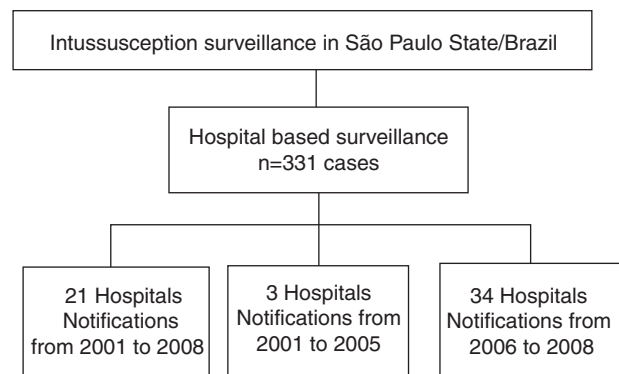 Intussusception surveillance in São Paulo State/Brazil
Hospital based surveillance
n=331 cases
21 Hospitals
Notifications
from 2001 to 2008
3 Hospitals
Notifications from
2001 to 2005
34 Hospitals
Notifications from
2006 to 2008